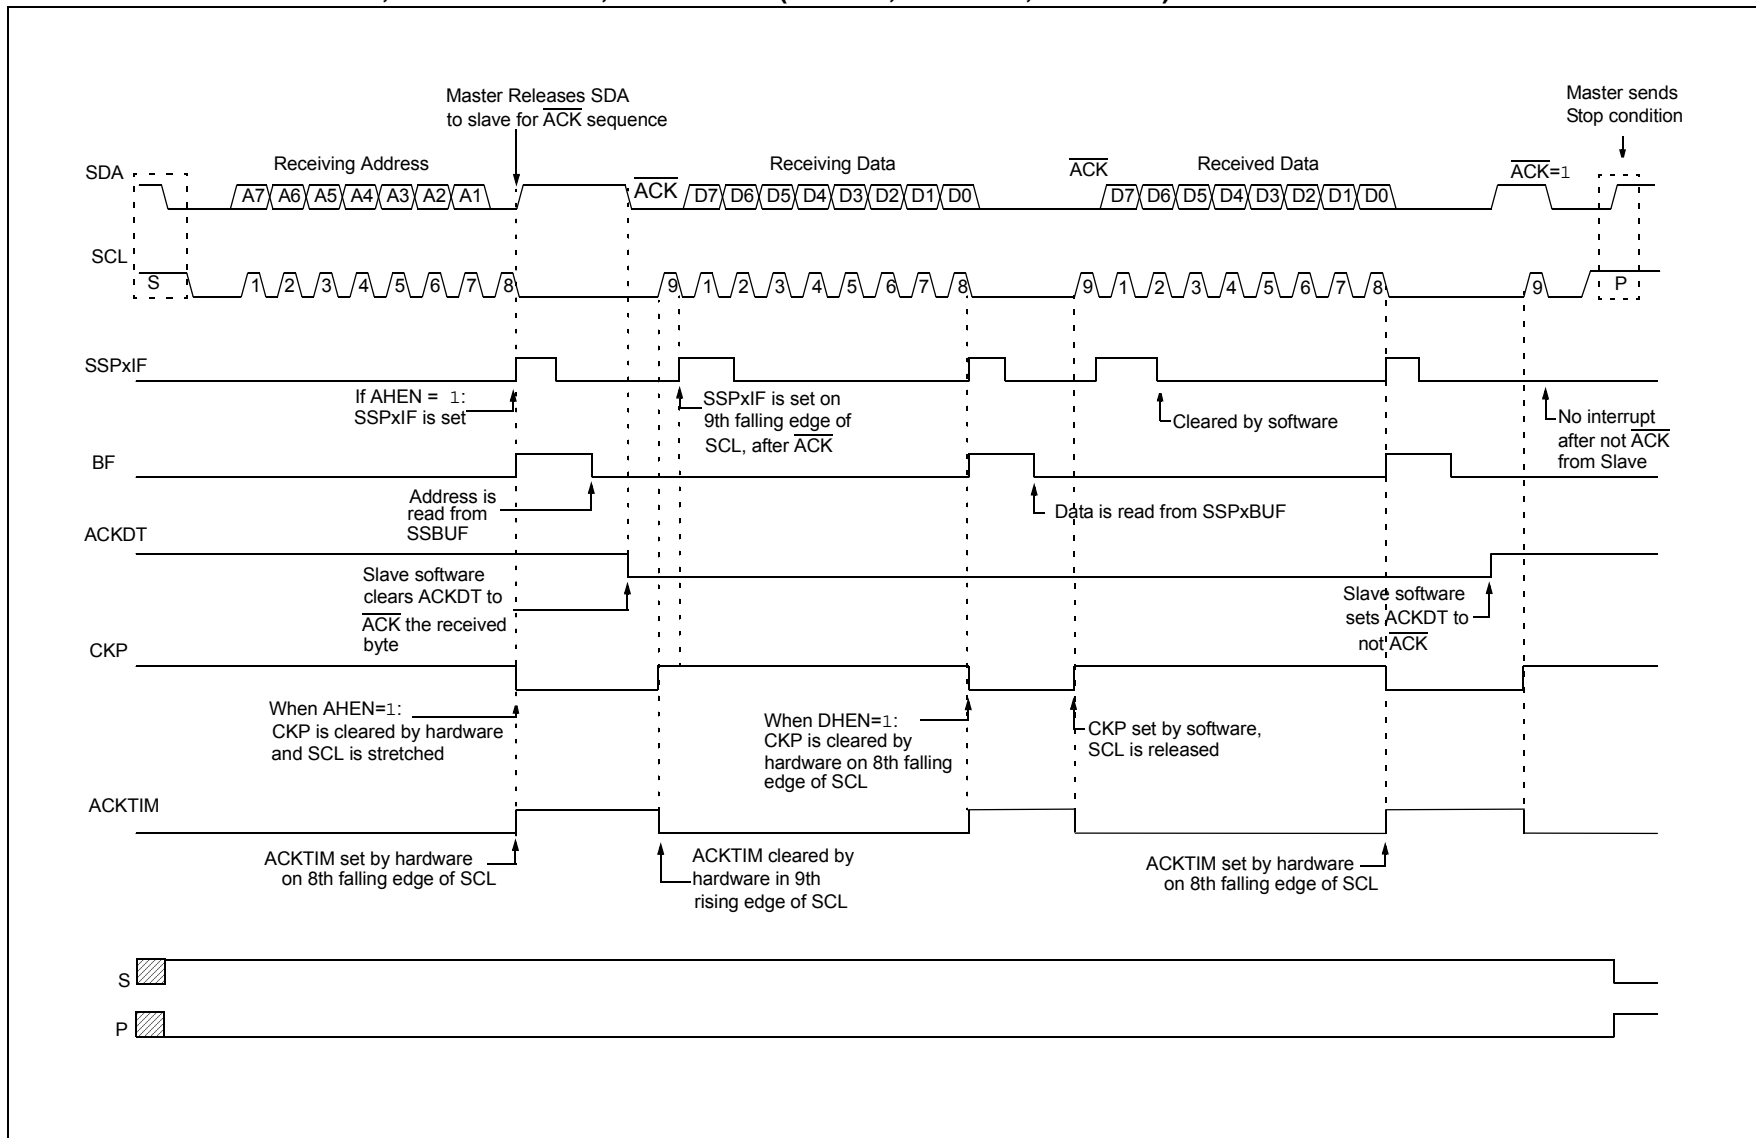 Master Releases SDA
to slave for ACK sequence
Master sends
Stop condition
SDA
Receiving Address
Receiving Data
ACK
Received Data
ACK=1
A7 A6 A5 A4 A3 A2 A1
ACK
D7 D6 D5 D4 D3 D2 D1 D0
D7 D6 D5 D4 D3 D2 D1 D0
SCL
S
1 2 3 4 5 6 7 8
9 1 2 3 4 5 6 7 8
9 1 2 3 4 5 6 7 8
9
P
SSPxIF
If AHEN = 1:
SSPxIF is set
SSPxIF is set on
9th falling edge of
SCL, after ACK
Cleared by software
No interrupt
after not ACK
from Slave
BF
Address is
read from
SSBUF
Data is read from SSPxBUF
ACKDT
Slave software
clears ACKDT to
ACK the received
byte
Slave software
sets ACKDT to
not ACK
CKP
When AHEN=1:
CKP is cleared by hardware
and SCL is stretched
When DHEN=1:
CKP is cleared by
hardware on 8th falling
edge of SCL
CKP set by software,
SCL is released
ACKTIM
ACKTIM set by hardware
on 8th falling edge of SCL
ACKTIM cleared by
hardware in 9th
rising edge of SCL
ACKTIM set by hardware
on 8th falling edge of SCL
S
P